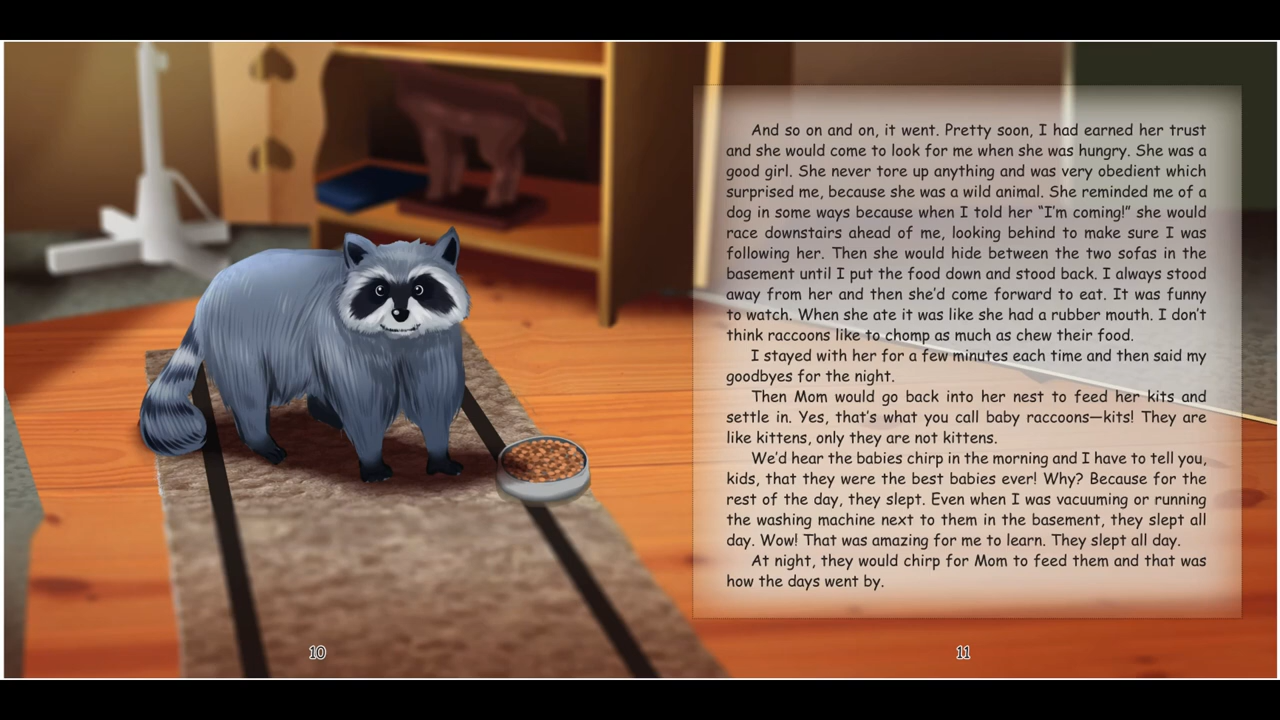 And so on and on, it went. Pretty soon, I had earned her trust
and she would come to look for me when she was hungry. She was a
good girl. She never tore up anything and was very obedient which
surprised me, because she was a wild animal. She reminded me of a
dog in some ways because when I told her “I’m coming!” she would
race downstairs ahead of me, looking behind to make sure I was
following her. Then she would hide between the two sofas in the
basement until I put the food down and stood back. I always stood
away from her and then she’d come forward to eat. It was funny
to watch. When she ate it was like she had a rubber mouth. I don’t
think raccoons like to chomp as much as chew their food.
I stayed with her for a few minutes each time and then said my
goodbyes for the night.
Then Mom would go back into her nest to feed her kits and
settle in. Yes, that’s what you call baby raccoons—kits! They are
like kittens, only they are not kittens.
We’d hear the babies chirp in the morning and I have to tell you,
kids, that they were the best babies ever! Why? Because for the
rest of the day, they slept. Even when I was vacuuming or running
the washing machine next to them in the basement, they slept all
day. Wow! That was amazing for me to learn. They slept all day.
At night, they would chirp for Mom to feed them and that was
how the days went by.
10
11